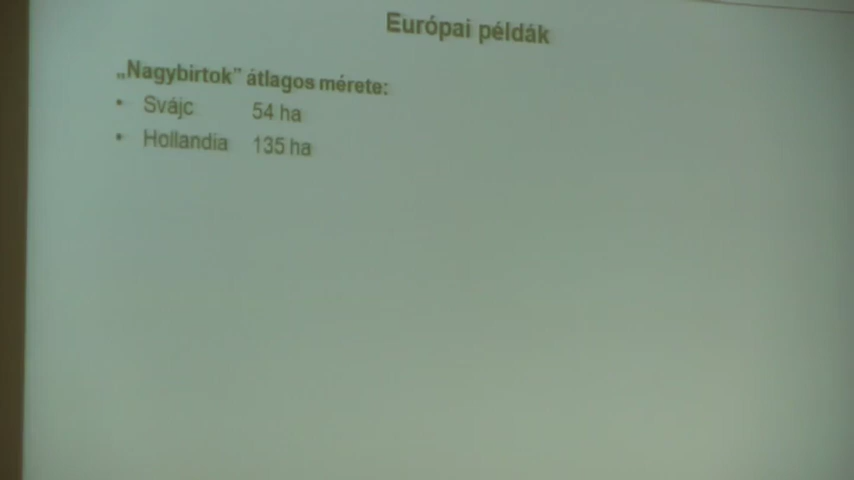 Európai példák
„Nagybirtok” átlagos mérete:
• Svájc 54 ha
• Hollandia 135 ha